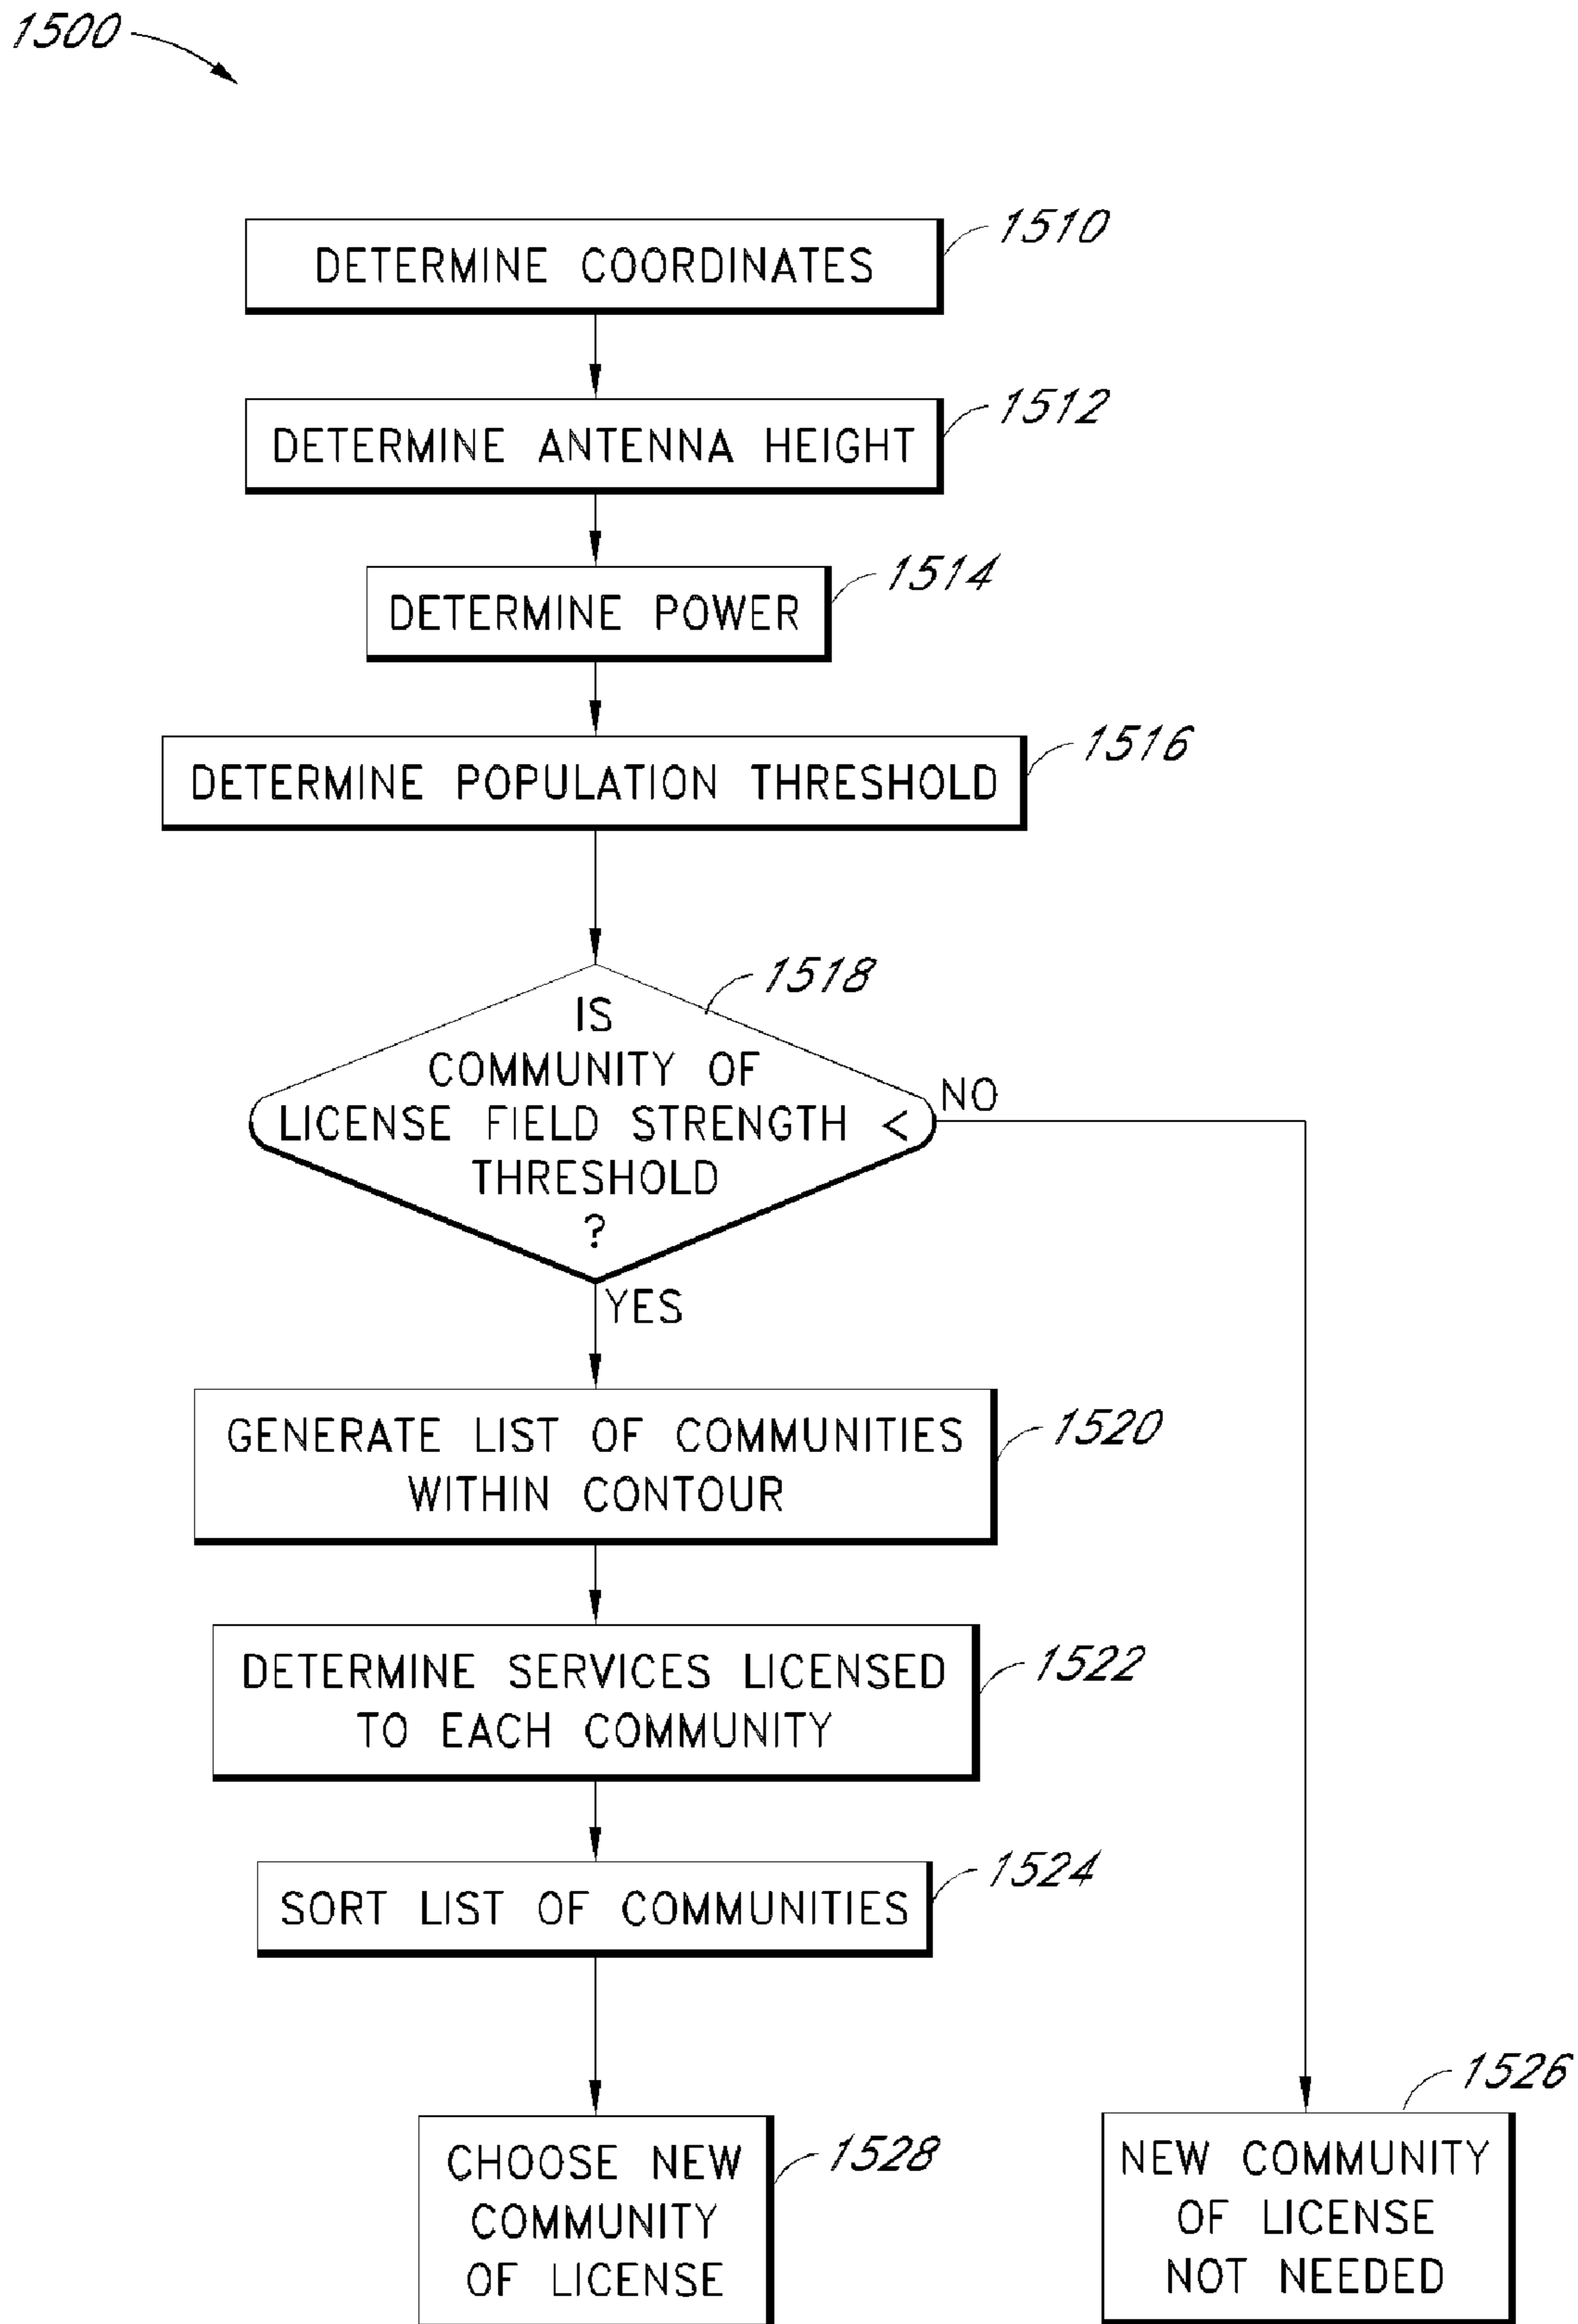 1500
1510
DETERMINE COORDINATES
1512
DETERMINE ANTENNA HEIGHT
1514
DETERMINE POWER
1516
DETERMINE POPULATION THRESHOLD
1518
IS
COMMUNITY OF
LICENSE FIELD STRENGTH <
THRESHOLD
?
NO
YES
1520
GENERATE LIST OF COMMUNITIES
WITHIN CONTOUR
1522
DETERMINE SERVICES LICENSED
TO EACH COMMUNITY
1524
SORT LIST OF COMMUNITIES
1528
CHOOSE NEW
COMMUNITY
OF LICENSE
1526
NEW COMMUNITY
OF LICENSE
NOT NEEDED